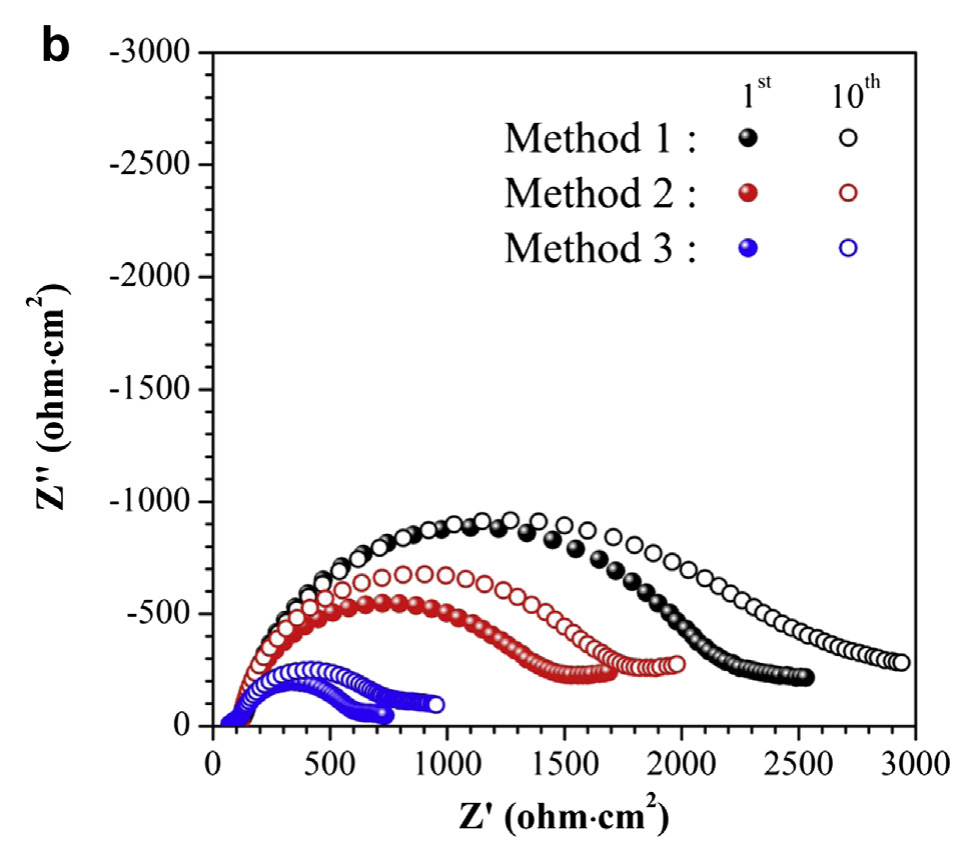 b
1st 10th
Method 1 :
Method 2 :
Method 3 :
-3000
-2500
-2000
-1500
-1000
-500
0
Z'' (ohm·cm2)
0 500 1000 1500 2000 2500 3000
Z' (ohm·cm2)